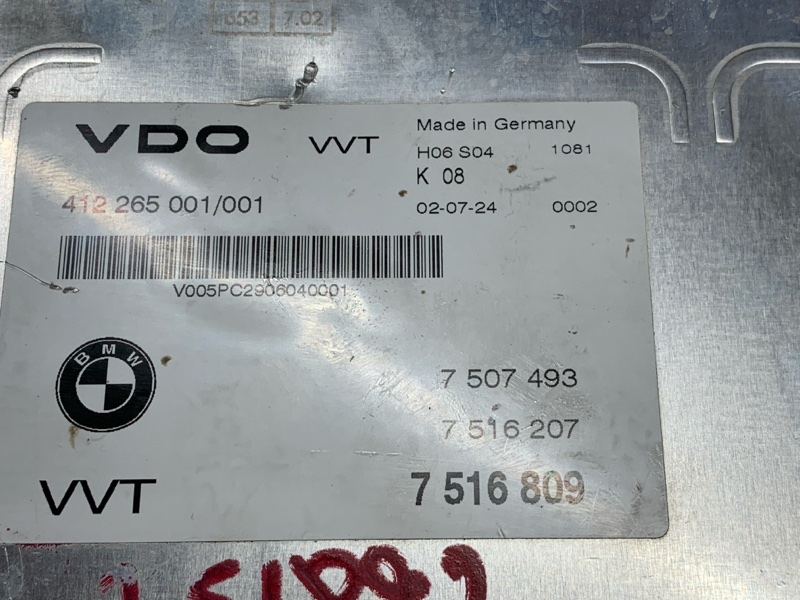 653 7.02
VDO VVT Made in Germany
H06 S04 1081
K 08
412 265 001/001 02-07-24 0002
V005PC2906040001
BMW
7 507 493
7 516 207
VVT 7 516 809